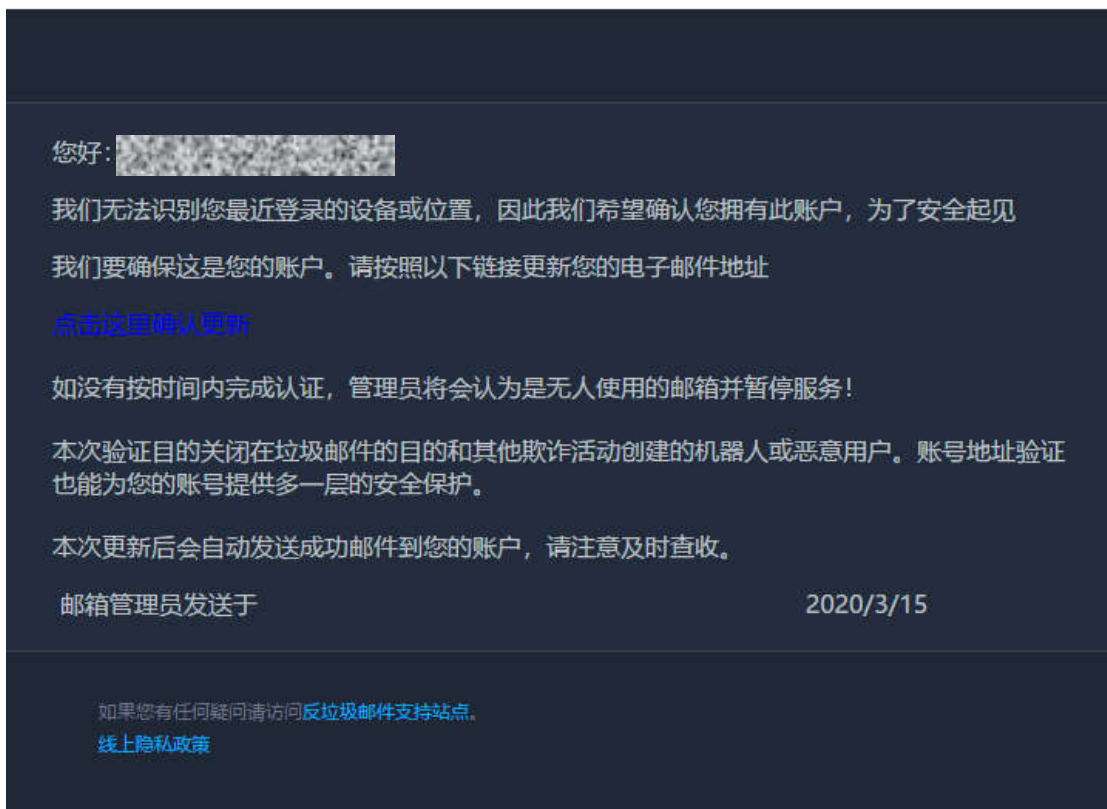 您好：
我们无法识别您最近登录的设备或位置，因此我们希望确认您拥有此账户，为了安全起见
我们要确保这是您的账户。请按照以下链接更新您的电子邮件地址
点击这里确认更新
如没有按时间内完成认证，管理员将会认为是无人使用的邮箱并暂停服务！
本次验证目的关闭在垃圾邮件的目的和其他欺诈活动创建的机器人或恶意用户。账号地址验证
也能为您的账号提供多一层的安全保护。
本次更新后会自动发送成功邮件到您的账户，请注意及时查收。
邮箱管理员发送于 2020/3/15
如果您有任何疑问请访问反垃圾邮件支持站点。
线上隐私政策